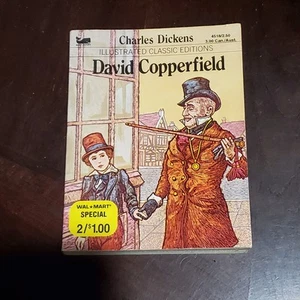 Charles Dickens
ILLUSTRATED CLASSIC EDITIONS
David Copperfield
WAL★MART
SPECIAL
2/$1.00